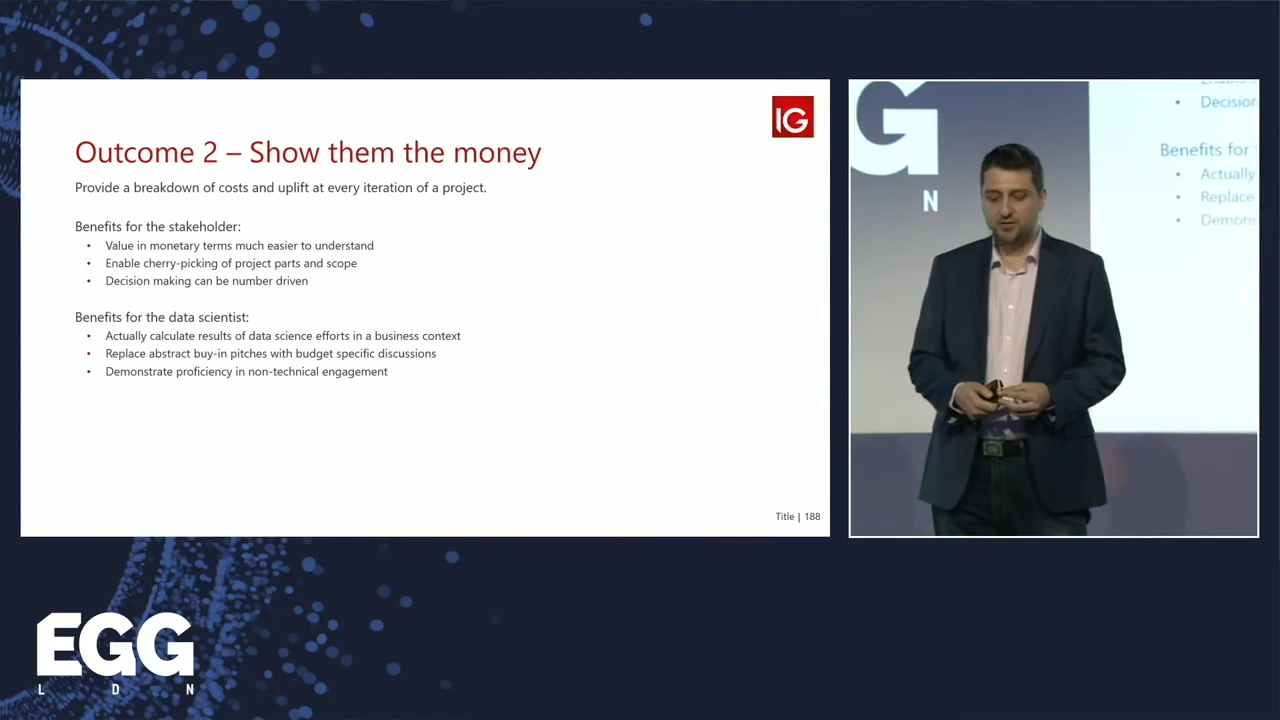 IG
Outcome 2 – Show them the money
Provide a breakdown of costs and uplift at every iteration of a project.
Benefits for the stakeholder:
• Value in monetary terms much easier to understand
• Enable cherry-picking of project parts and scope
• Decision making can be number driven
Benefits for the data scientist:
• Actually calculate results of data science efforts in a business context
• Replace abstract buy-in pitches with budget specific discussions
• Demonstrate proficiency in non-technical engagement
Title | 188
G
N
• Decision
Benefits for
• Actually
• Replace
• Demons
EGG
L D N